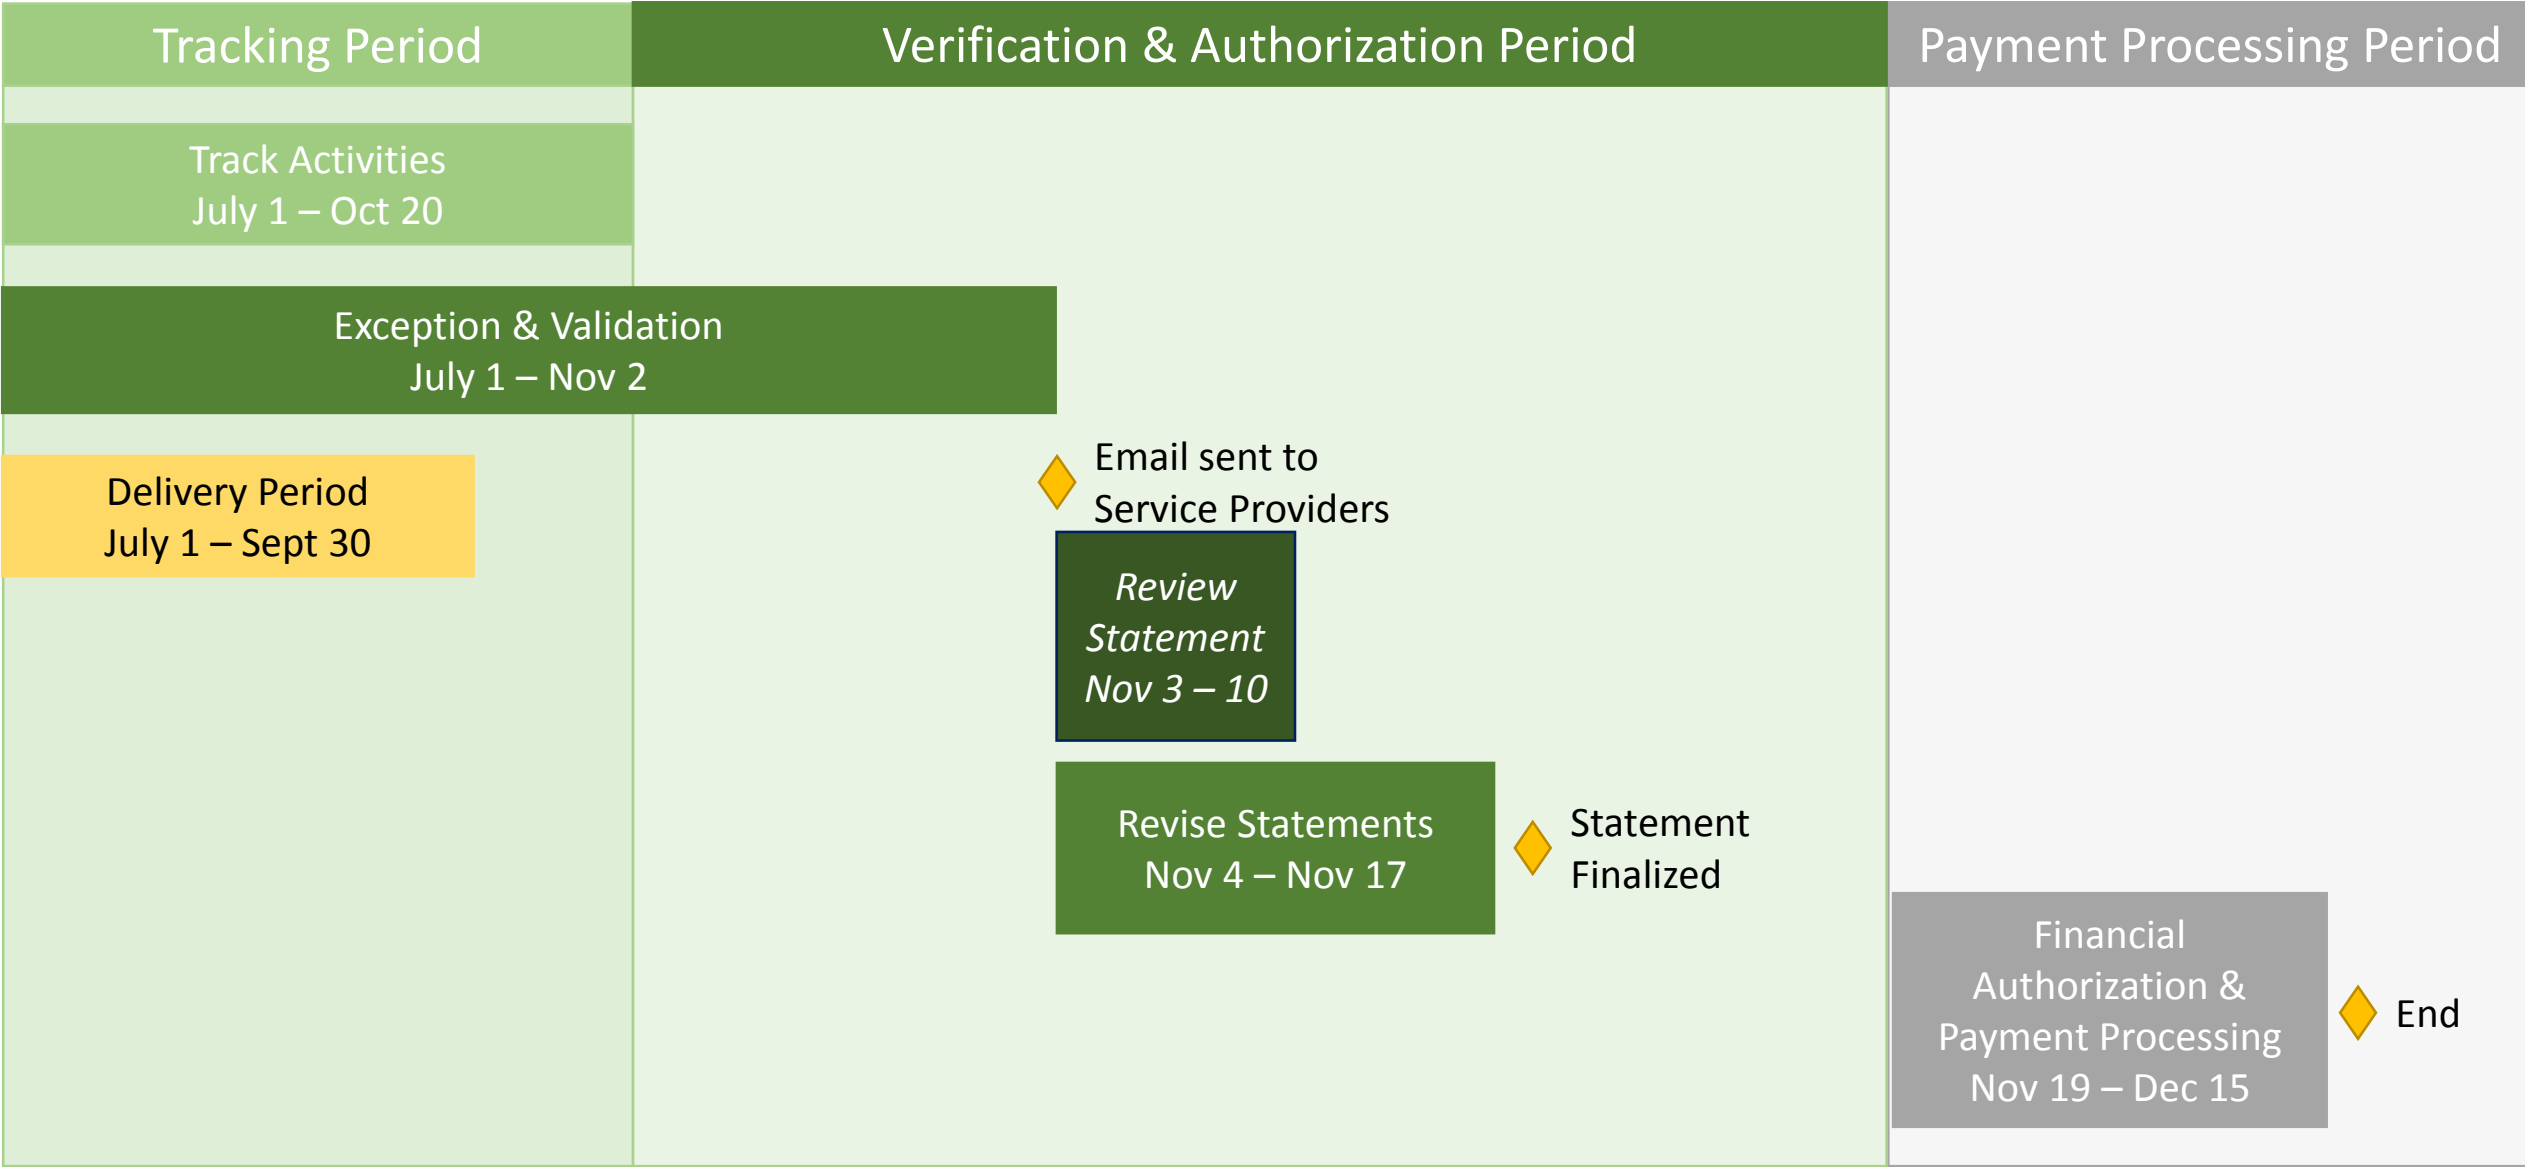 Tracking Period
Verification & Authorization Period
Payment Processing Period
Track Activities
July 1 – Oct 20
Exception & Validation
July 1 – Nov 2
Delivery Period
July 1 – Sept 30
Email sent to
Service Providers
Review
Statement
Nov 3 – 10
Revise Statements
Nov 4 – Nov 17
Statement
Finalized
Financial
Authorization &
Payment Processing
Nov 19 – Dec 15
End